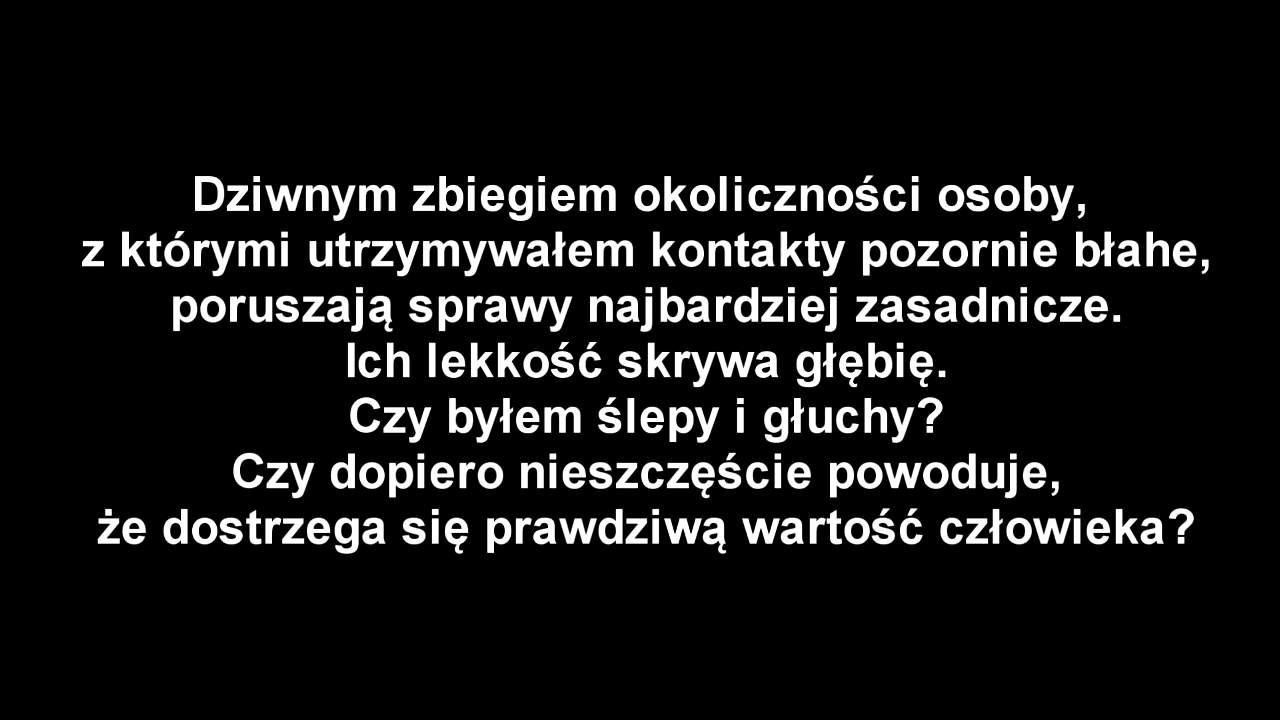 Dziwnym zbiegiem okoliczności osoby,
z którymi utrzymywałem kontakty pozornie błahe,
poruszają sprawy najbardziej zasadnicze.
Ich lekkość skrywa głębię.
Czy byłem ślepy i głuchy?
Czy dopiero nieszczęście powoduje,
że dostrzega się prawdziwą wartość człowieka?